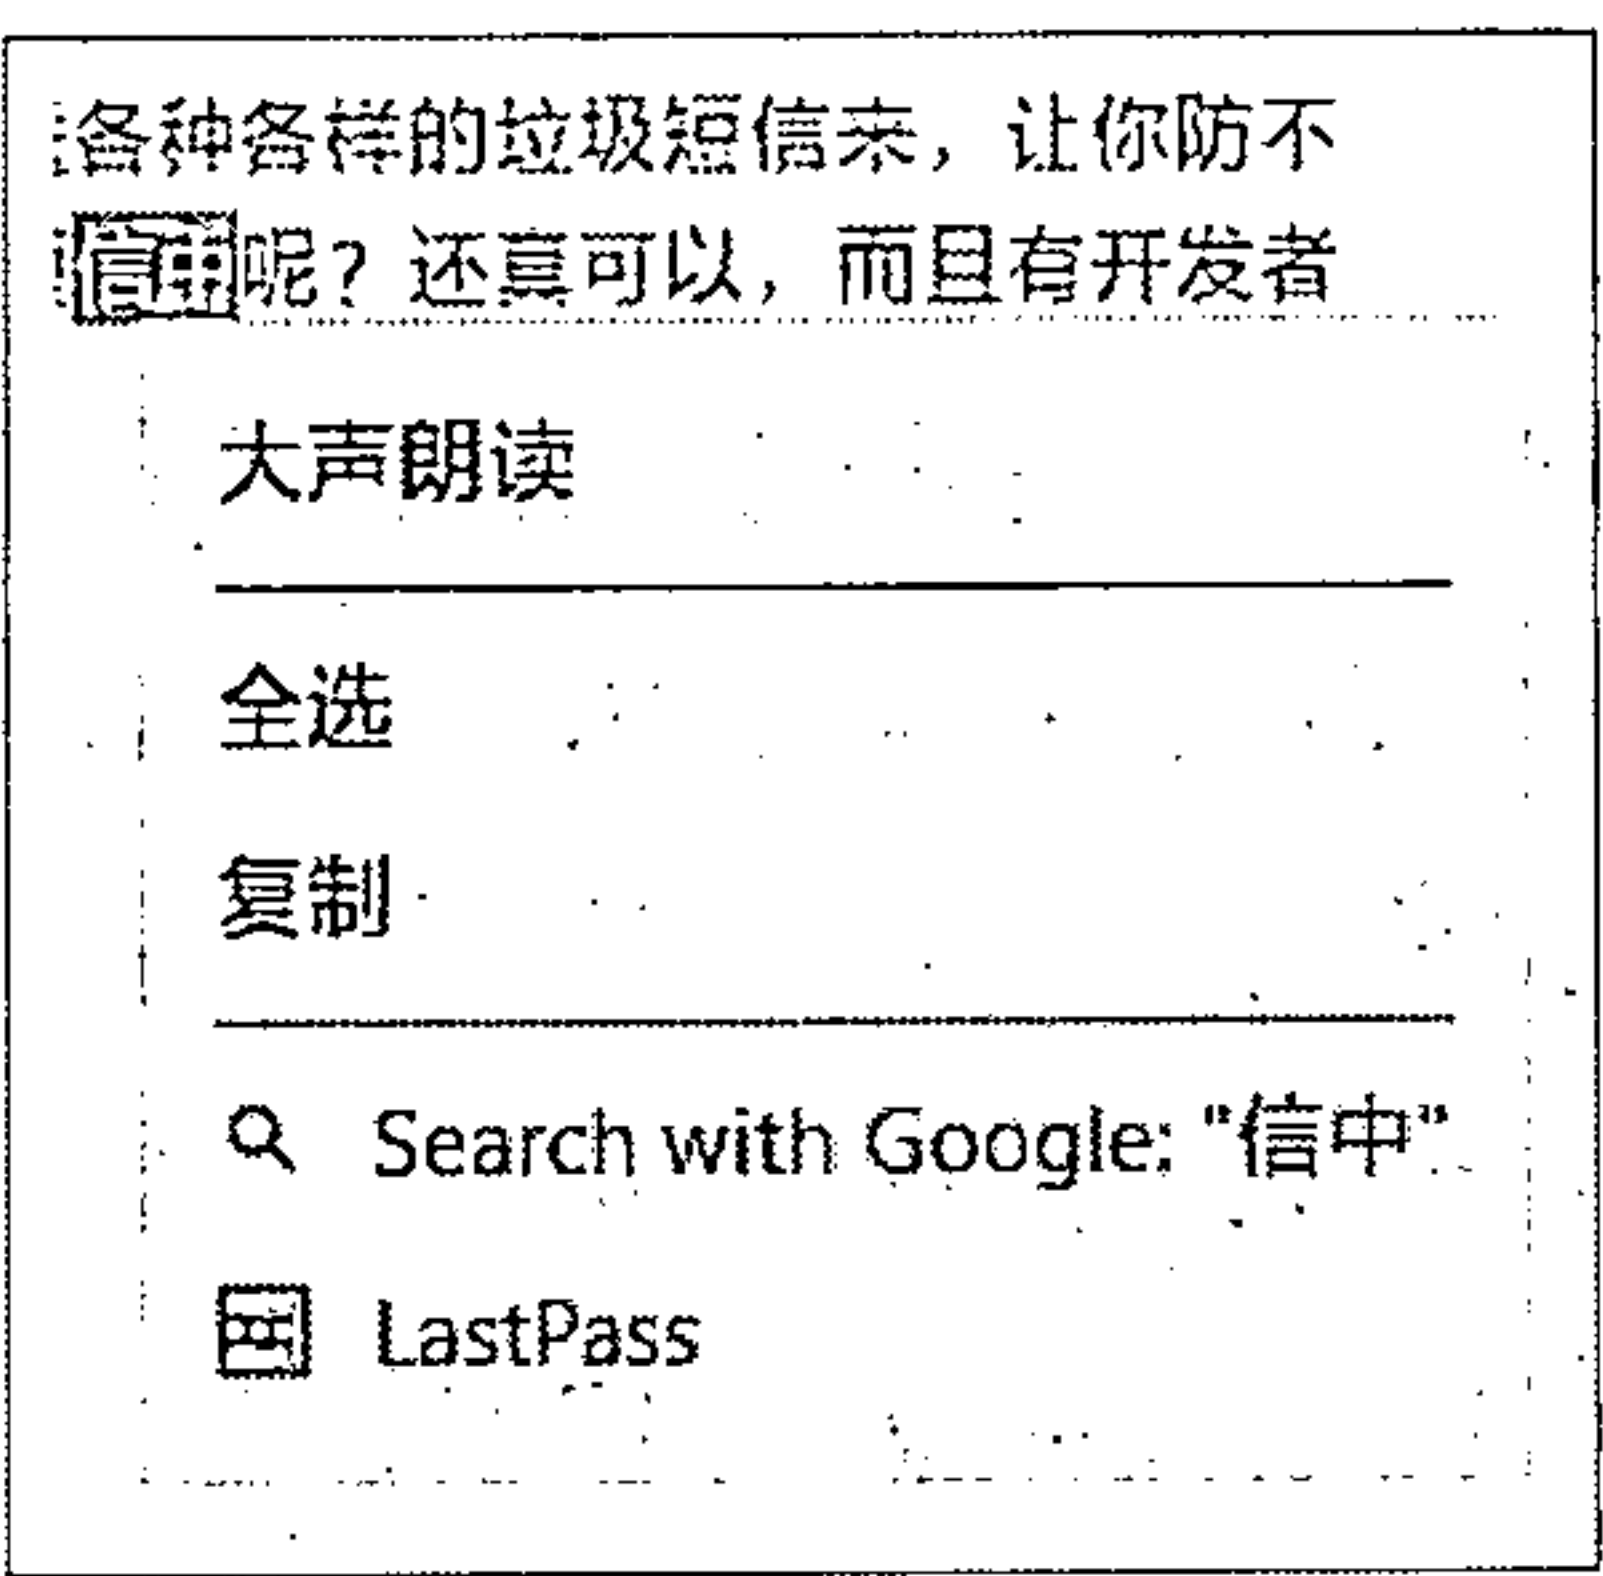 各种各样的垃圾短信来，让你防不
信中呢？还真可以，而且有开发者
大声朗读
全选
复制
Search with Google: "信中"
LastPass